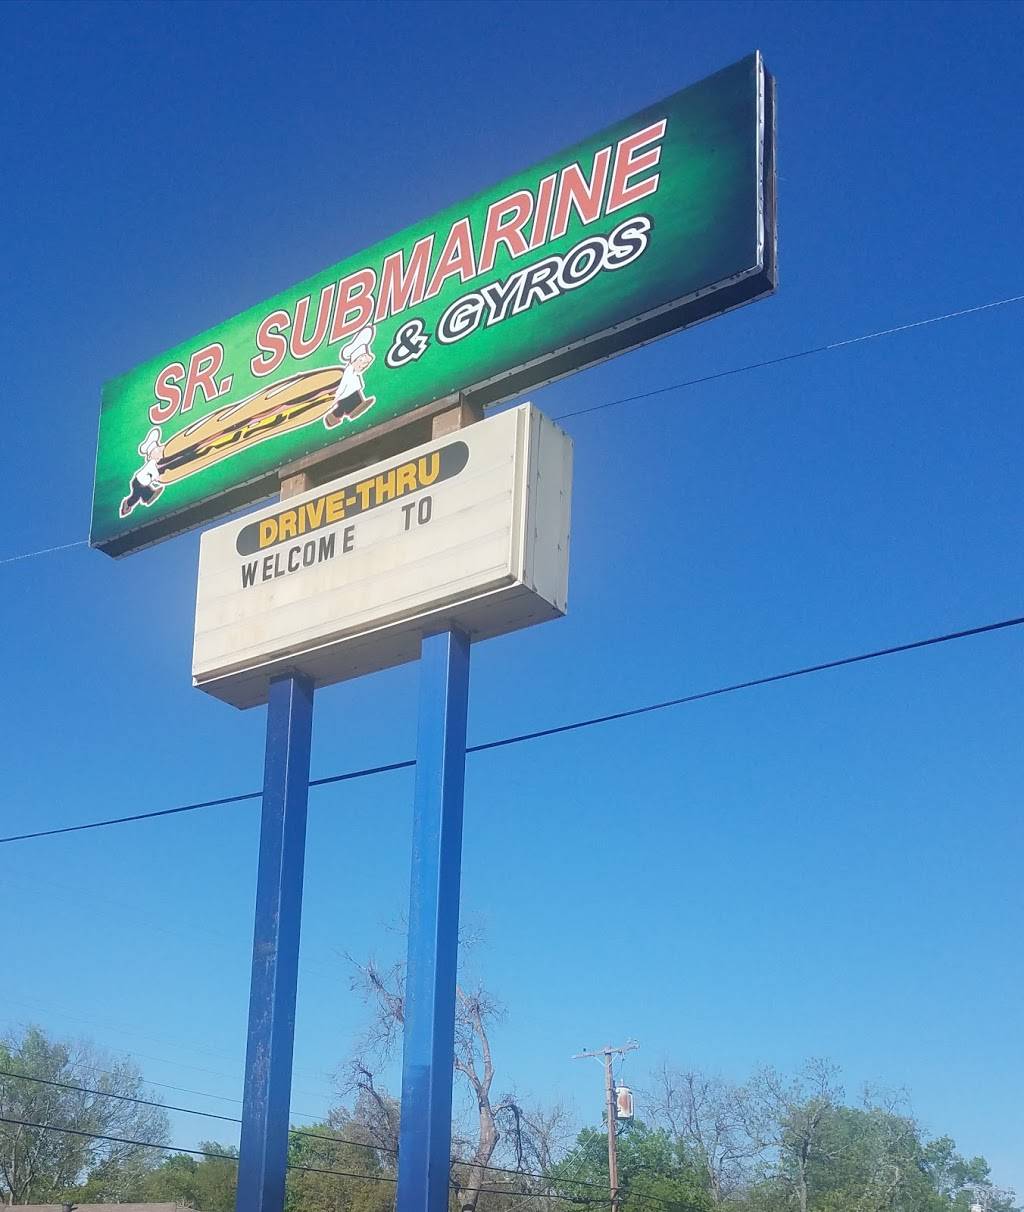 SR. SUBMARINE
& GYROS
DRIVE-THRU
WELCOME TO